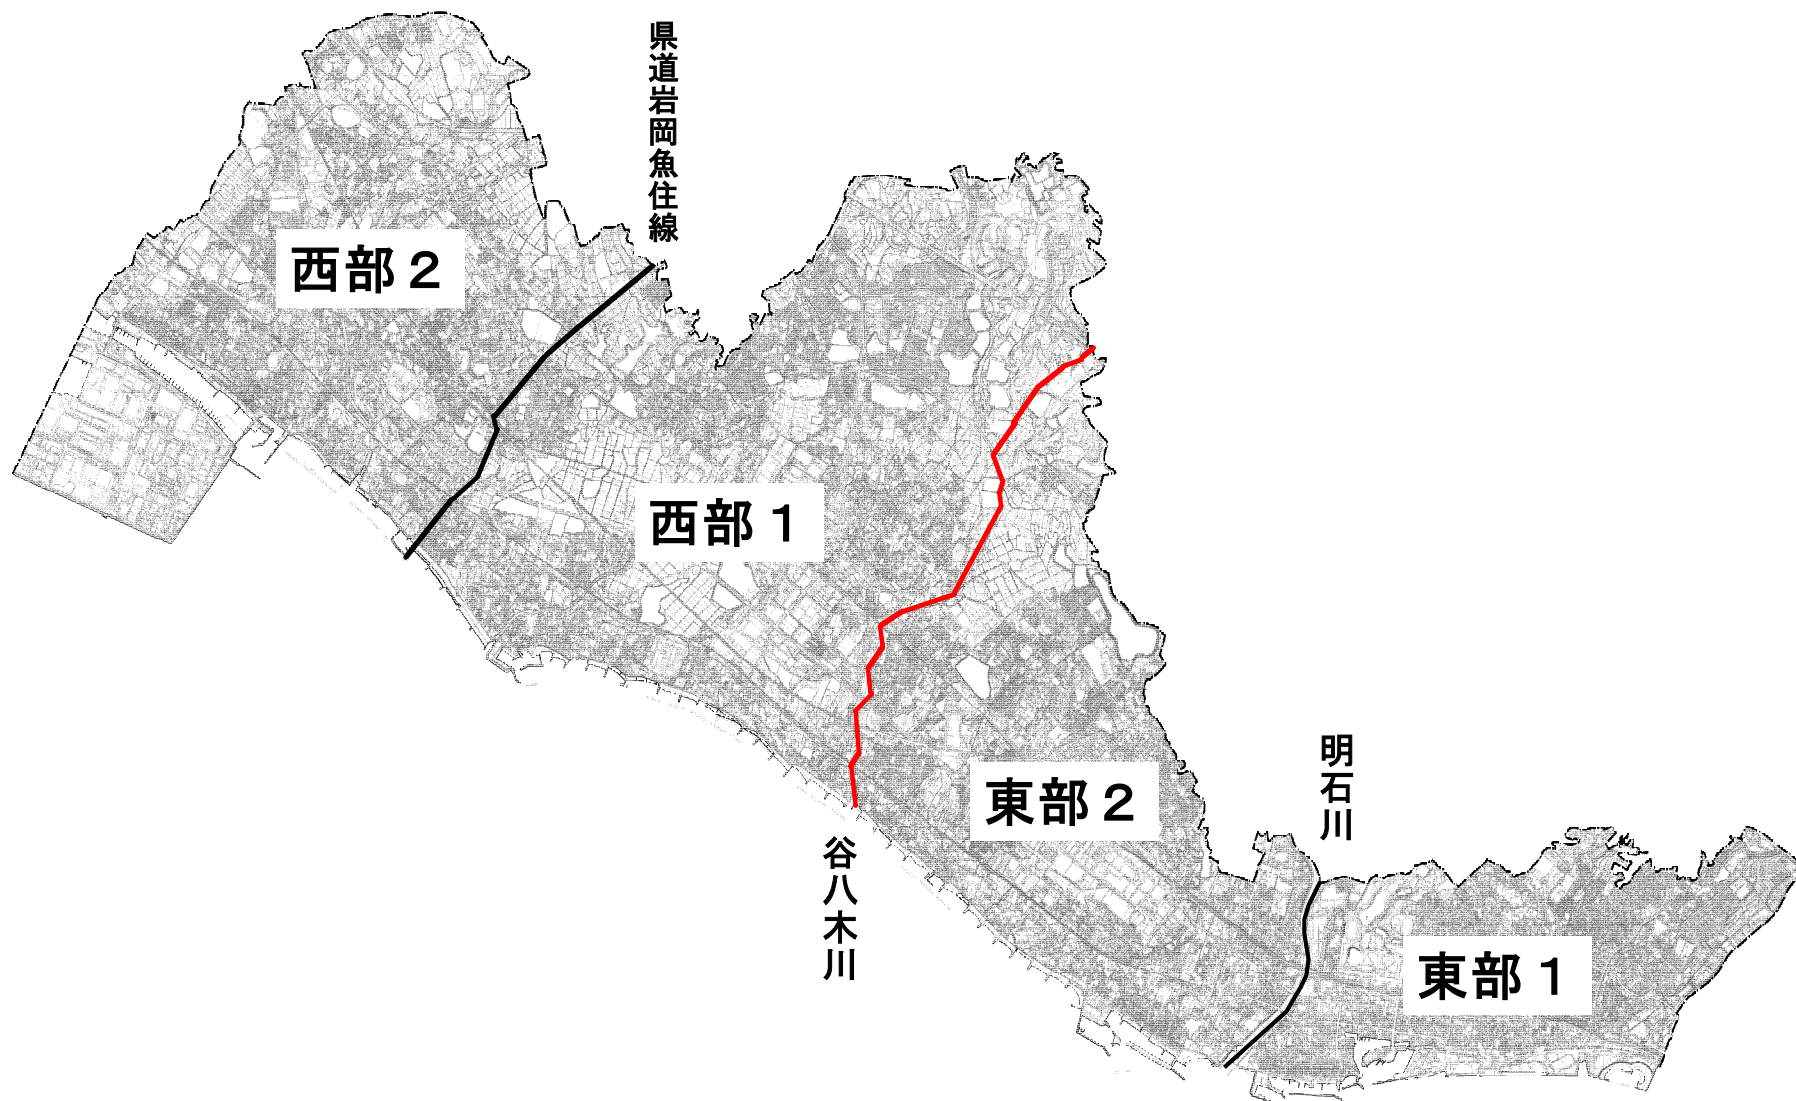 県道岩岡魚住線
西部２
西部１
東部２
明石川
谷八木川
東部１